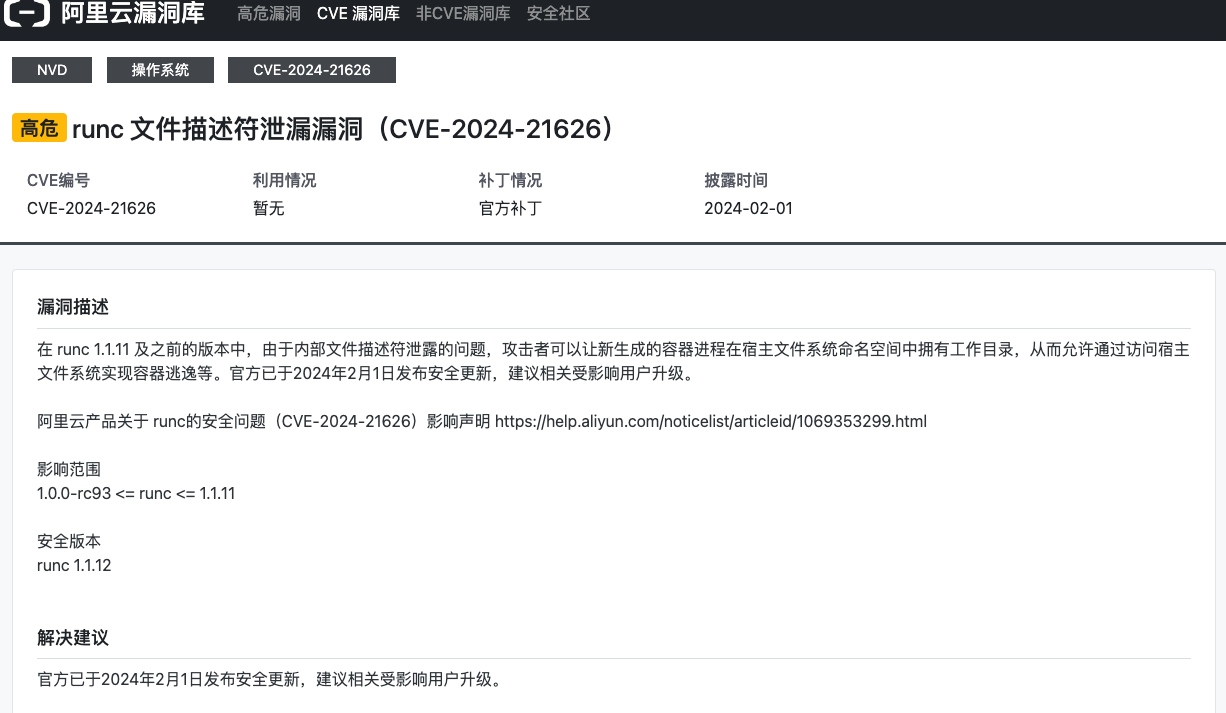 阿里云漏洞库 高危漏洞 CVE 漏洞库 非CVE漏洞库 安全社区
NVD 操作系统 CVE-2024-21626
高危 runc 文件描述符泄漏漏洞（CVE-2024-21626）
CVE编号 利用情况 补丁情况 披露时间
CVE-2024-21626 暂无 官方补丁 2024-02-01
漏洞描述
在 runc 1.1.11 及之前的版本中，由于内部文件描述符泄露的问题，攻击者可以让新生成的容器进程在宿主文件系统命名空间中拥有工作目录，从而允许通过访问宿主
文件系统实现容器逃逸等。官方已于2024年2月1日发布安全更新，建议相关受影响用户升级。
阿里云产品关于 runc的安全问题（CVE-2024-21626）影响声明 https://help.aliyun.com/noticelist/articleid/1069353299.html
影响范围
1.0.0-rc93 <= runc <= 1.1.11
安全版本
runc 1.1.12
解决建议
官方已于2024年2月1日发布安全更新，建议相关受影响用户升级。